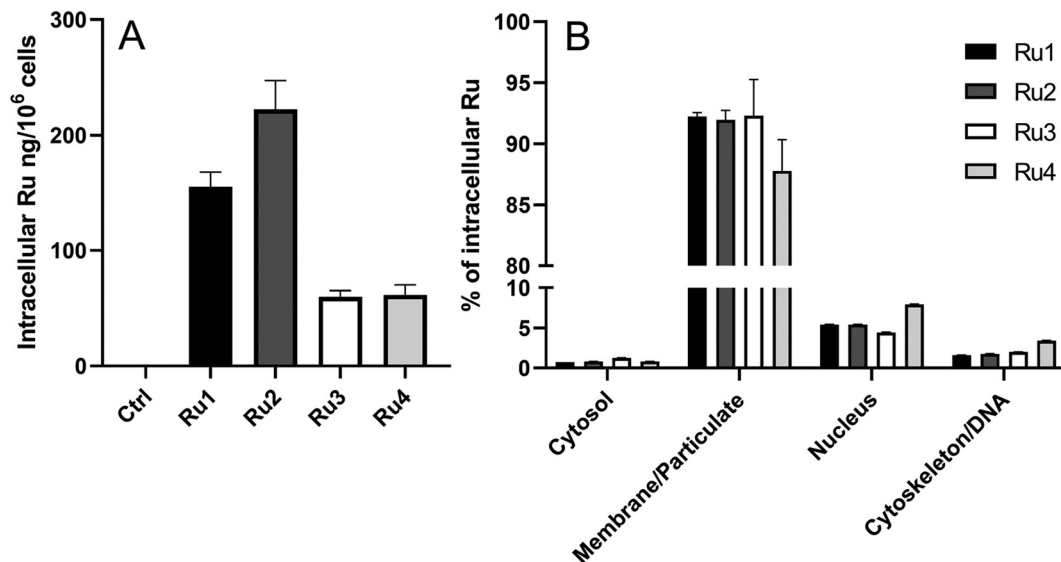 A
Intracellular Ru ng/10⁶ cells
300
200
100
0
Ctrl
Ru1
Ru2
Ru3
Ru4
B
% of intracellular Ru
100
95
90
85
80
10
5
0
Cytosol
Membrane/Particulate
Nucleus
Cytoskeleton/DNA
Ru1
Ru2
Ru3
Ru4